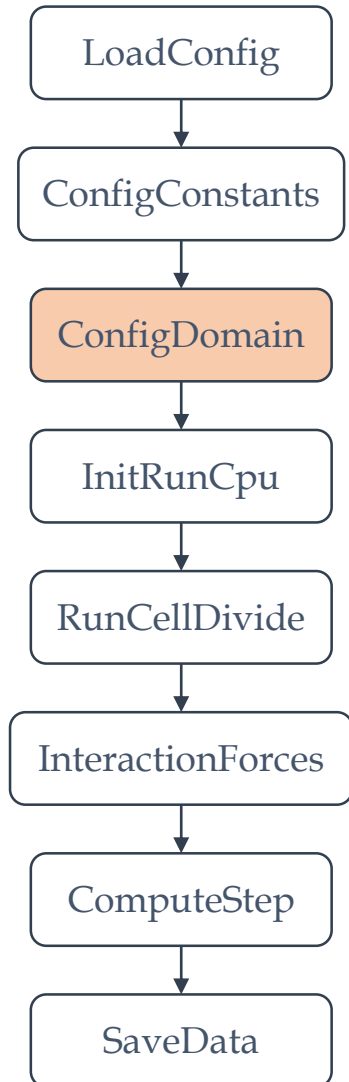 LoadConfig
ConfigConstants
ConfigDomain
InitRunCpu
RunCellDivide
InteractionForces
ComputeStep
SaveData